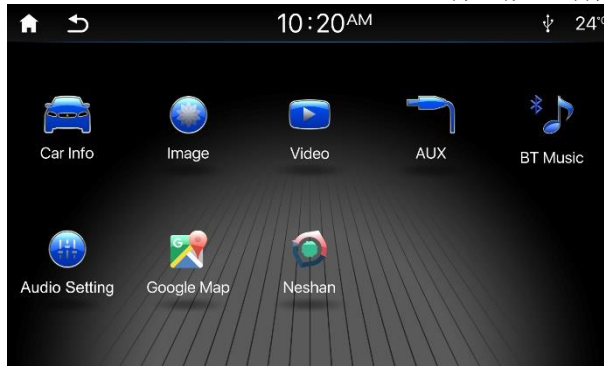 10:20AM
24°c
Car Info
Image
Video
AUX
BT Music
Audio Setting
Google Map
Neshan